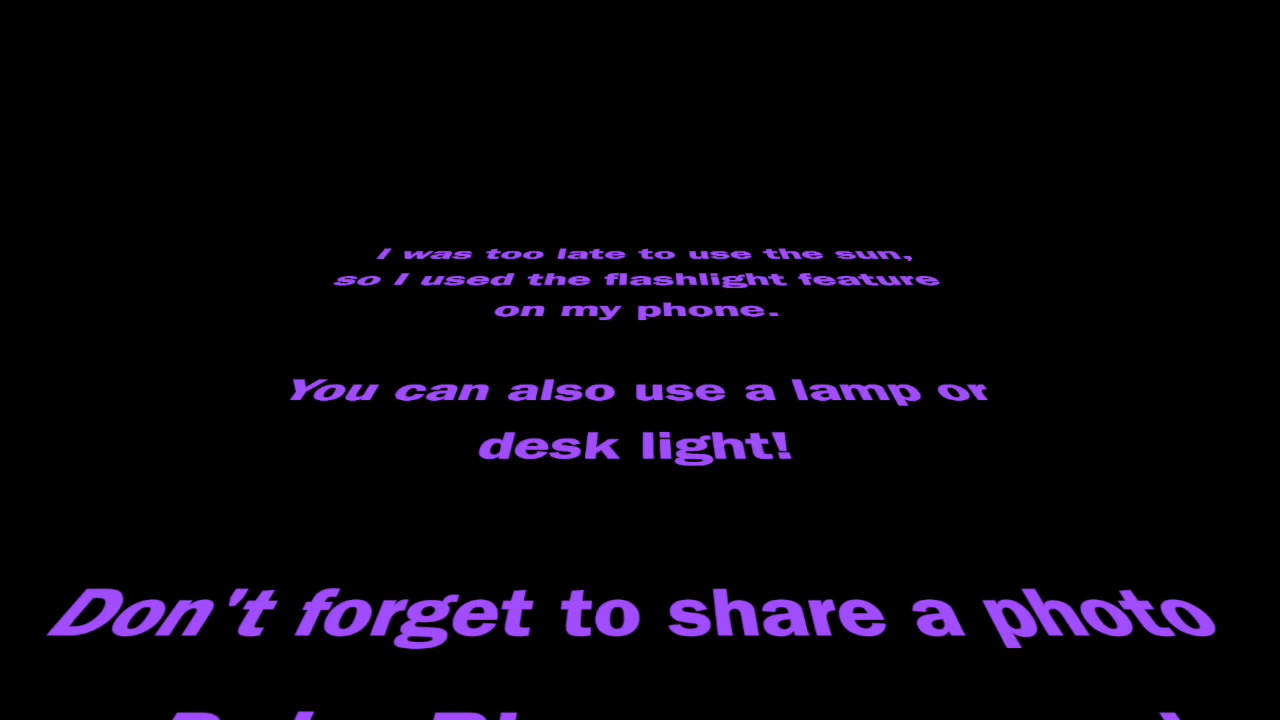 I was too late to use the sun,
so I used the flashlight feature
on my phone.
You can also use a lamp or
desk light!
Don't forget to share a photo